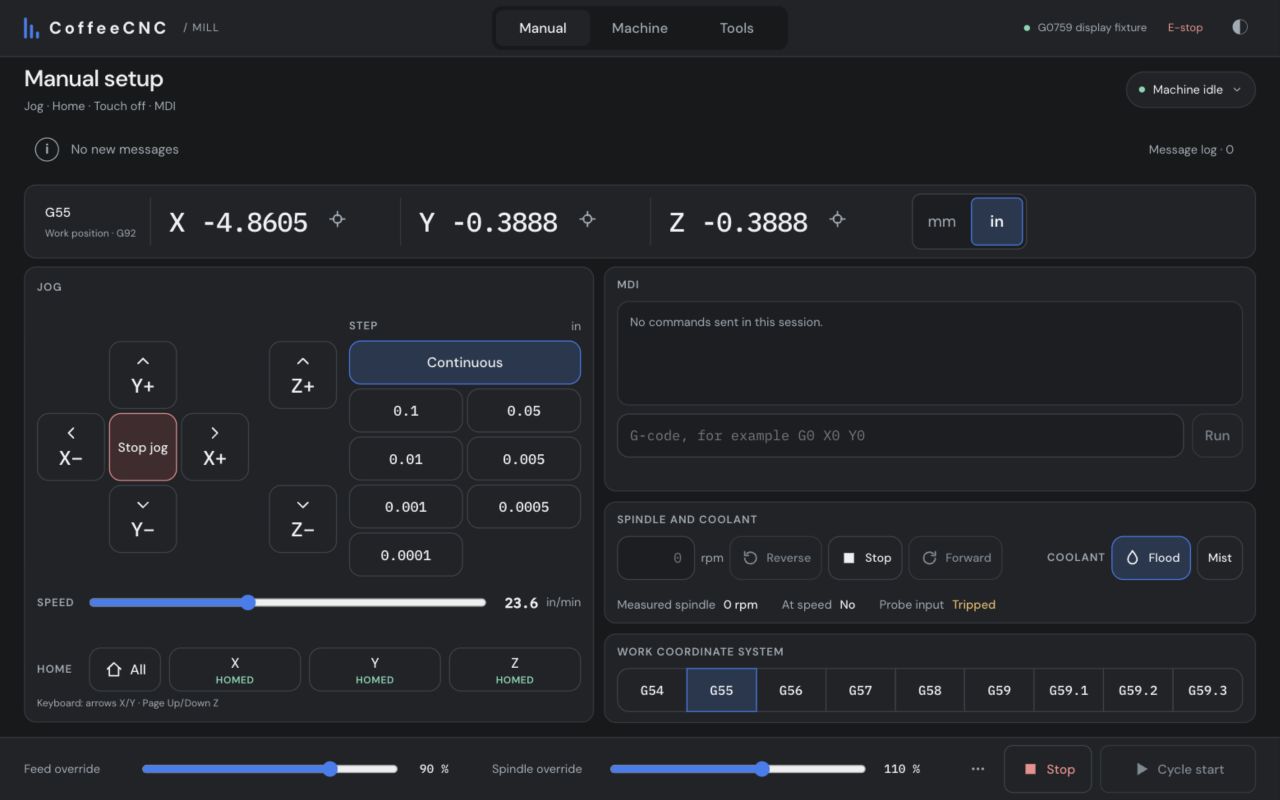 CoffeeCNC / MILL
Manual Machine Tools
G0759 display fixture E-stop
Manual setup
Jog · Home · Touch off · MDI
Machine idle
No new messages
Message log · 0
G55
Work position · G92
X -4.8605
Y -0.3888
Z -0.3888
mm in
JOG
STEP in
Continuous
0.1 0.05
0.01 0.005
0.001 0.0005
0.0001
Y+
Z+
X−
Stop jog
X+
Y−
Z−
SPEED 23.6 in/min
HOME All
X HOMED
Y HOMED
Z HOMED
Keyboard: arrows X/Y · Page Up/Down Z
MDI
No commands sent in this session.
G-code, for example G0 X0 Y0
Run
SPINDLE AND COOLANT
0 rpm Reverse Stop Forward COOLANT Flood Mist
Measured spindle 0 rpm At speed No Probe input Tripped
WORK COORDINATE SYSTEM
G54 G55 G56 G57 G58 G59 G59.1 G59.2 G59.3
Feed override 90 % Spindle override 110 % ··· Stop Cycle start